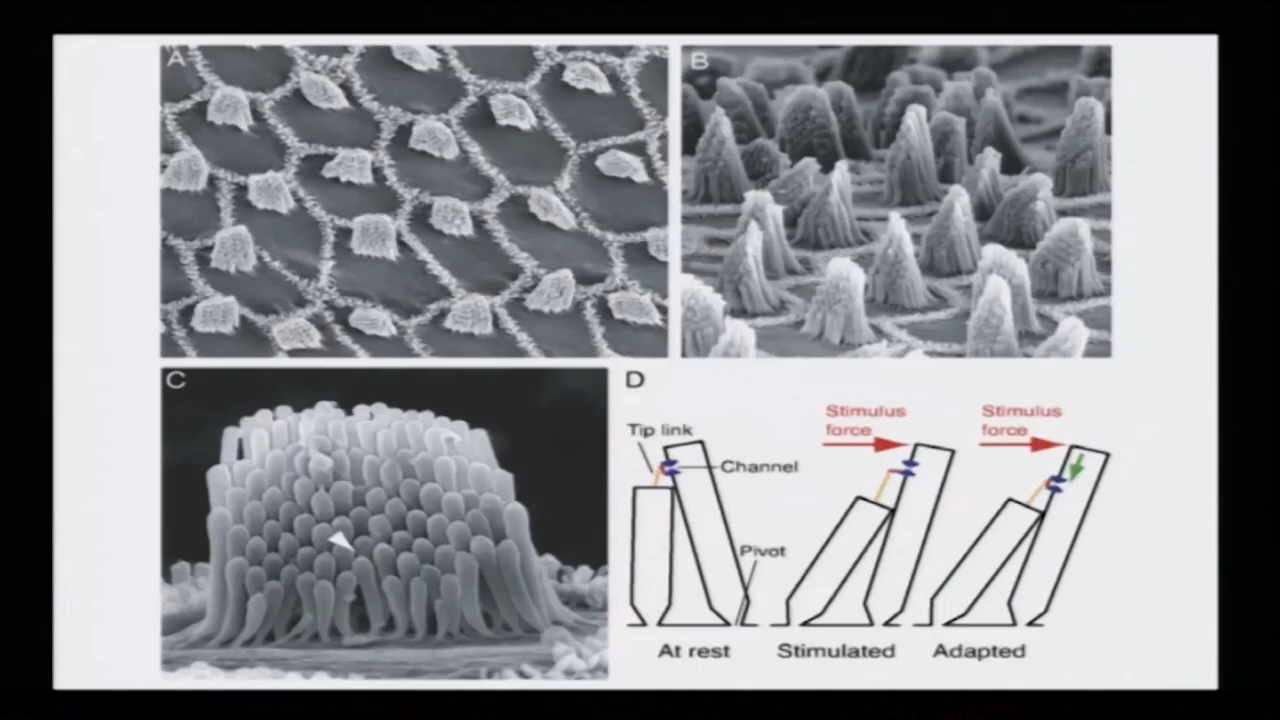 A
B
C
D
Stimulus
force
Stimulus
force
Tip link
Channel
Pivot
At rest
Stimulated
Adapted